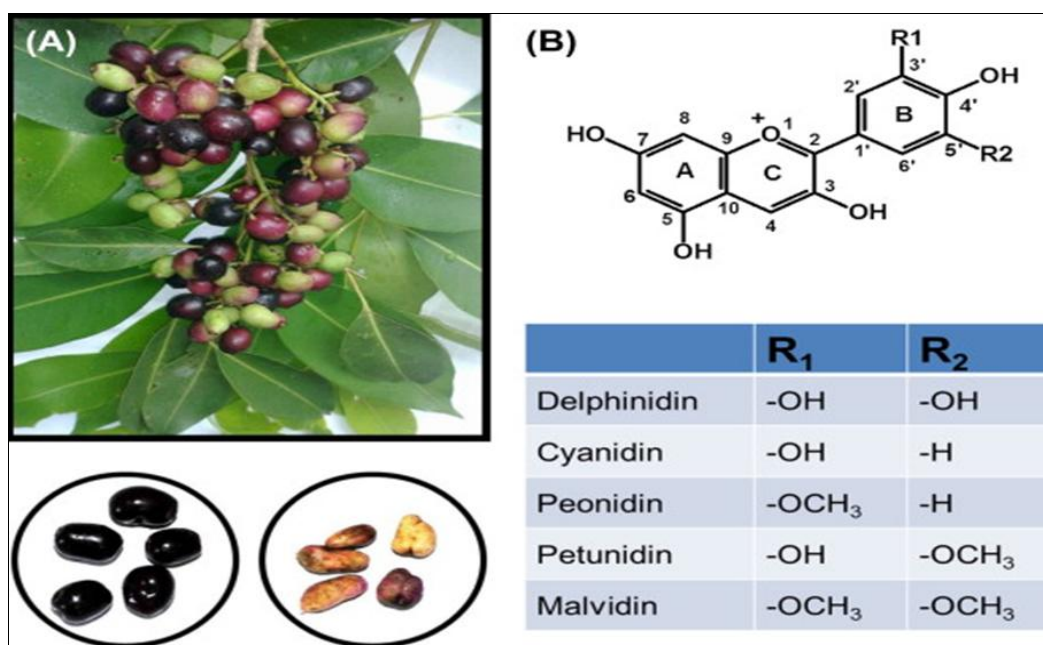 (A)
(B)
R1
3'
2'
OH
4'
B
+
O
1
8
HO
7
9
2
1'
5'
R2
6'
A
C
6
3
10
5
4
OH
OH
R₁ R₂
Delphinidin -OH -OH
Cyanidin -OH -H
Peonidin -OCH₃ -H
Petunidin -OH -OCH₃
Malvidin -OCH₃ -OCH₃